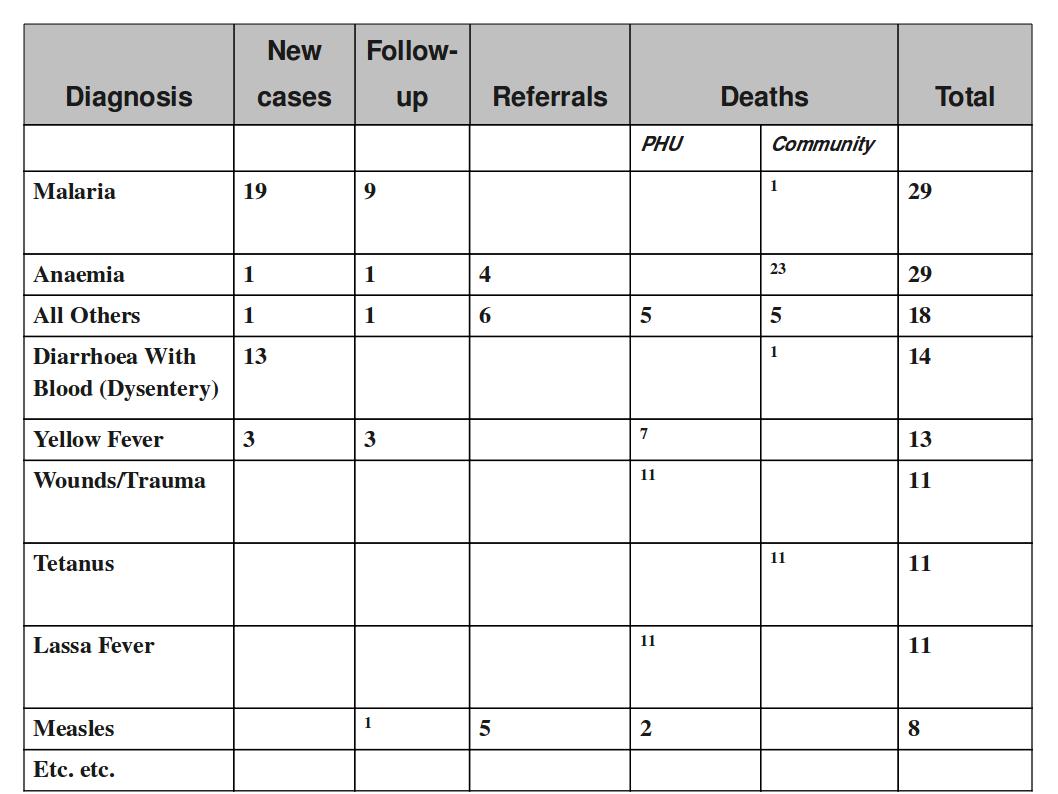 Diagnosis New cases Follow-up Referrals Deaths Total
PHU Community
Malaria 19 9 1 29
Anaemia 1 1 4 23 29
All Others 1 1 6 5 5 18
Diarrhoea With 13 1 14
Blood (Dysentery)
Yellow Fever 3 3 7 13
Wounds/Trauma 11 11
Tetanus 11 11
Lassa Fever 11 11
Measles 1 5 2 8
Etc. etc.